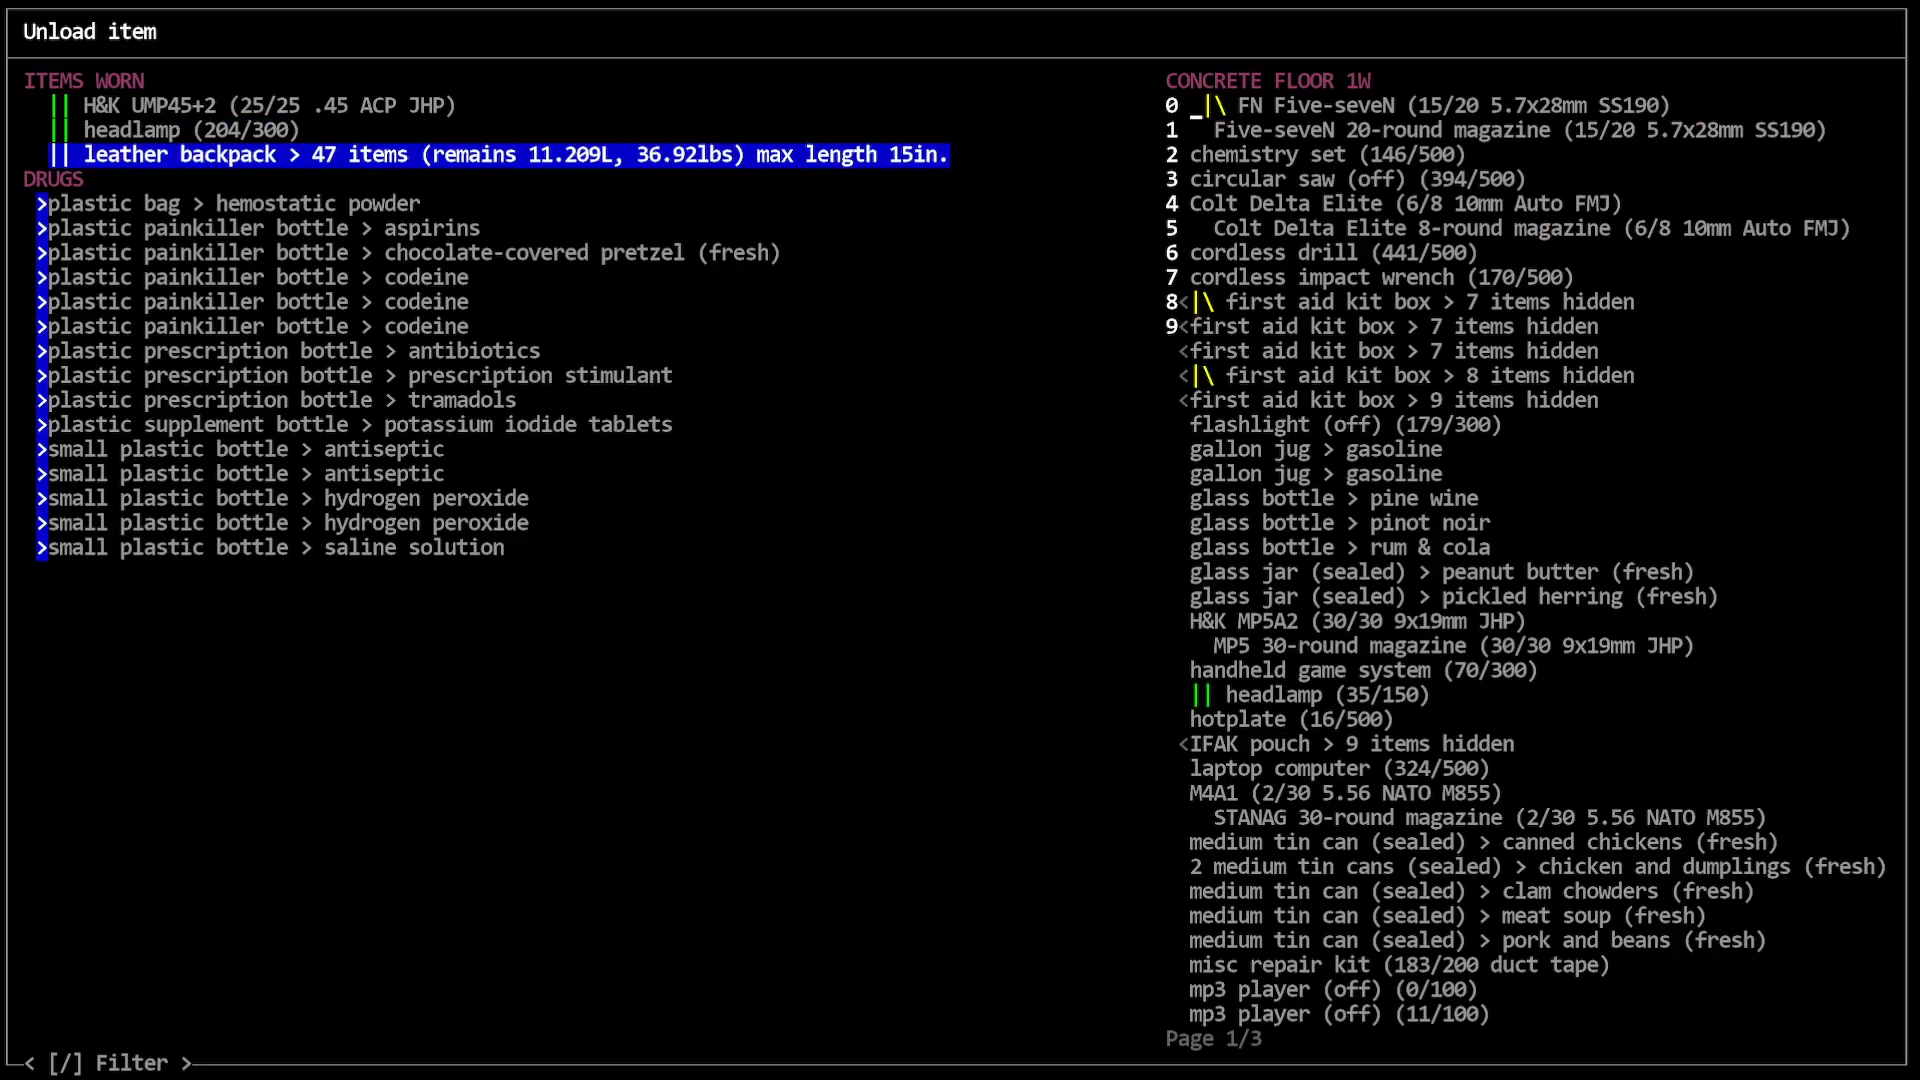 Unload item
ITEMS WORN
|| H&K UMP45+2 (25/25 .45 ACP JHP)
|| headlamp (204/300)
|| leather backpack > 47 items (remains 11.209L, 36.92lbs) max length 15in.
DRUGS
>plastic bag > hemostatic powder
>plastic painkiller bottle > aspirins
>plastic painkiller bottle > chocolate-covered pretzel (fresh)
>plastic painkiller bottle > codeine
>plastic painkiller bottle > codeine
>plastic painkiller bottle > codeine
>plastic prescription bottle > antibiotics
>plastic prescription bottle > prescription stimulant
>plastic prescription bottle > tramadols
>plastic supplement bottle > potassium iodide tablets
>small plastic bottle > antiseptic
>small plastic bottle > antiseptic
>small plastic bottle > hydrogen peroxide
>small plastic bottle > hydrogen peroxide
>small plastic bottle > saline solution
CONCRETE FLOOR 1W
0 _|\ FN Five-seveN (15/20 5.7x28mm SS190)
1 Five-seveN 20-round magazine (15/20 5.7x28mm SS190)
2 chemistry set (146/500)
3 circular saw (off) (394/500)
4 Colt Delta Elite (6/8 10mm Auto FMJ)
5 Colt Delta Elite 8-round magazine (6/8 10mm Auto FMJ)
6 cordless drill (441/500)
7 cordless impact wrench (170/500)
8<|\ first aid kit box > 7 items hidden
9<first aid kit box > 7 items hidden
<first aid kit box > 7 items hidden
<|\ first aid kit box > 8 items hidden
<first aid kit box > 9 items hidden
flashlight (off) (179/300)
gallon jug > gasoline
gallon jug > gasoline
glass bottle > pine wine
glass bottle > pinot noir
glass bottle > rum & cola
glass jar (sealed) > peanut butter (fresh)
glass jar (sealed) > pickled herring (fresh)
H&K MP5A2 (30/30 9x19mm JHP)
MP5 30-round magazine (30/30 9x19mm JHP)
handheld game system (70/300)
|| headlamp (35/150)
hotplate (16/500)
<IFAK pouch > 9 items hidden
laptop computer (324/500)
M4A1 (2/30 5.56 NATO M855)
STANAG 30-round magazine (2/30 5.56 NATO M855)
medium tin can (sealed) > canned chickens (fresh)
2 medium tin cans (sealed) > chicken and dumplings (fresh)
medium tin can (sealed) > clam chowders (fresh)
medium tin can (sealed) > meat soup (fresh)
medium tin can (sealed) > pork and beans (fresh)
misc repair kit (183/200 duct tape)
mp3 player (off) (0/100)
mp3 player (off) (11/100)
Page 1/3
< [/] Filter >